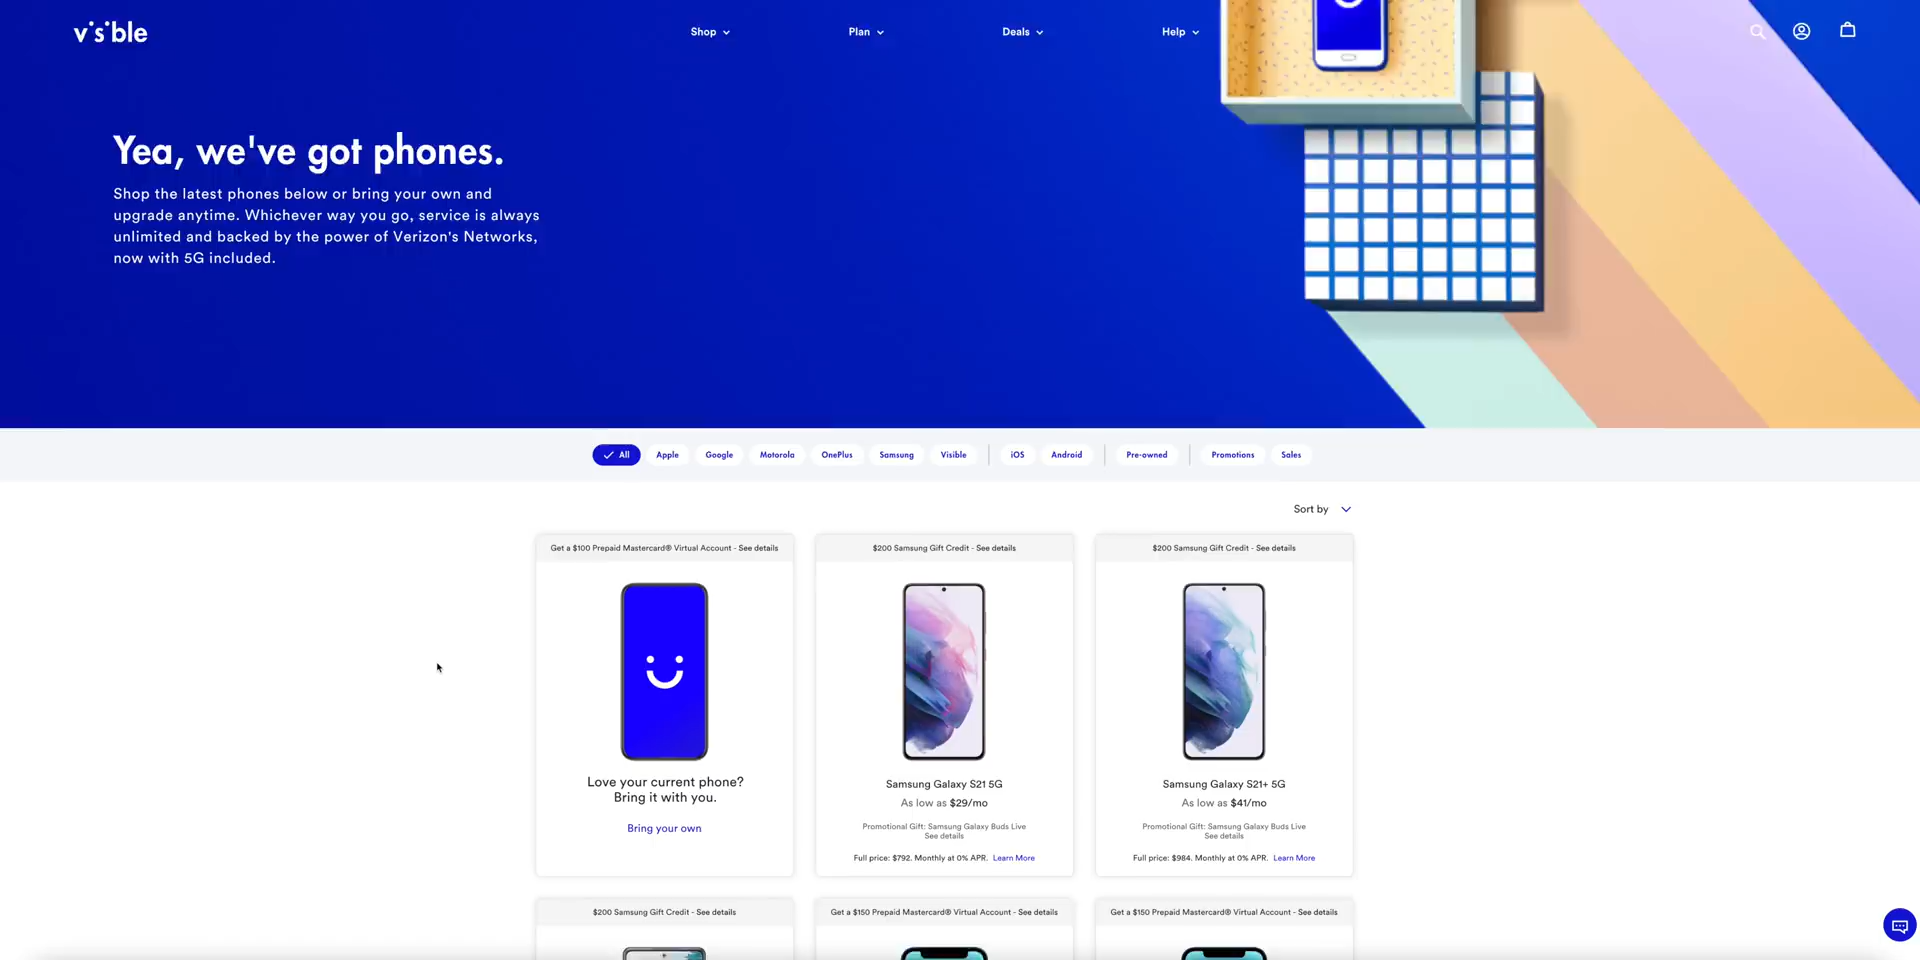 visible
Shop
Plan
Deals
Help
Yea, we've got phones.
Shop the latest phones below or bring your own and
upgrade anytime. Whichever way you go, service is always
unlimited and backed by the power of Verizon's Networks,
now with 5G included.
All
Apple
Google
Motorola
OnePlus
Samsung
Visible
iOS
Android
Pre-owned
Promotions
Sales
Sort by
Get a $100 Prepaid Mastercard® Virtual Account - See details
Love your current phone?
Bring it with you.
Bring your own
$200 Samsung Gift Credit - See details
Samsung Galaxy S21 5G
As low as $29/mo
Promotional Gift: Samsung Galaxy Buds Live
See details
Full price: $792. Monthly at 0% APR. Learn More
$200 Samsung Gift Credit - See details
Samsung Galaxy S21+ 5G
As low as $41/mo
Promotional Gift: Samsung Galaxy Buds Live
See details
Full price: $984. Monthly at 0% APR. Learn More
$200 Samsung Gift Credit - See details
Get a $150 Prepaid Mastercard® Virtual Account - See details
Get a $150 Prepaid Mastercard® Virtual Account - See details